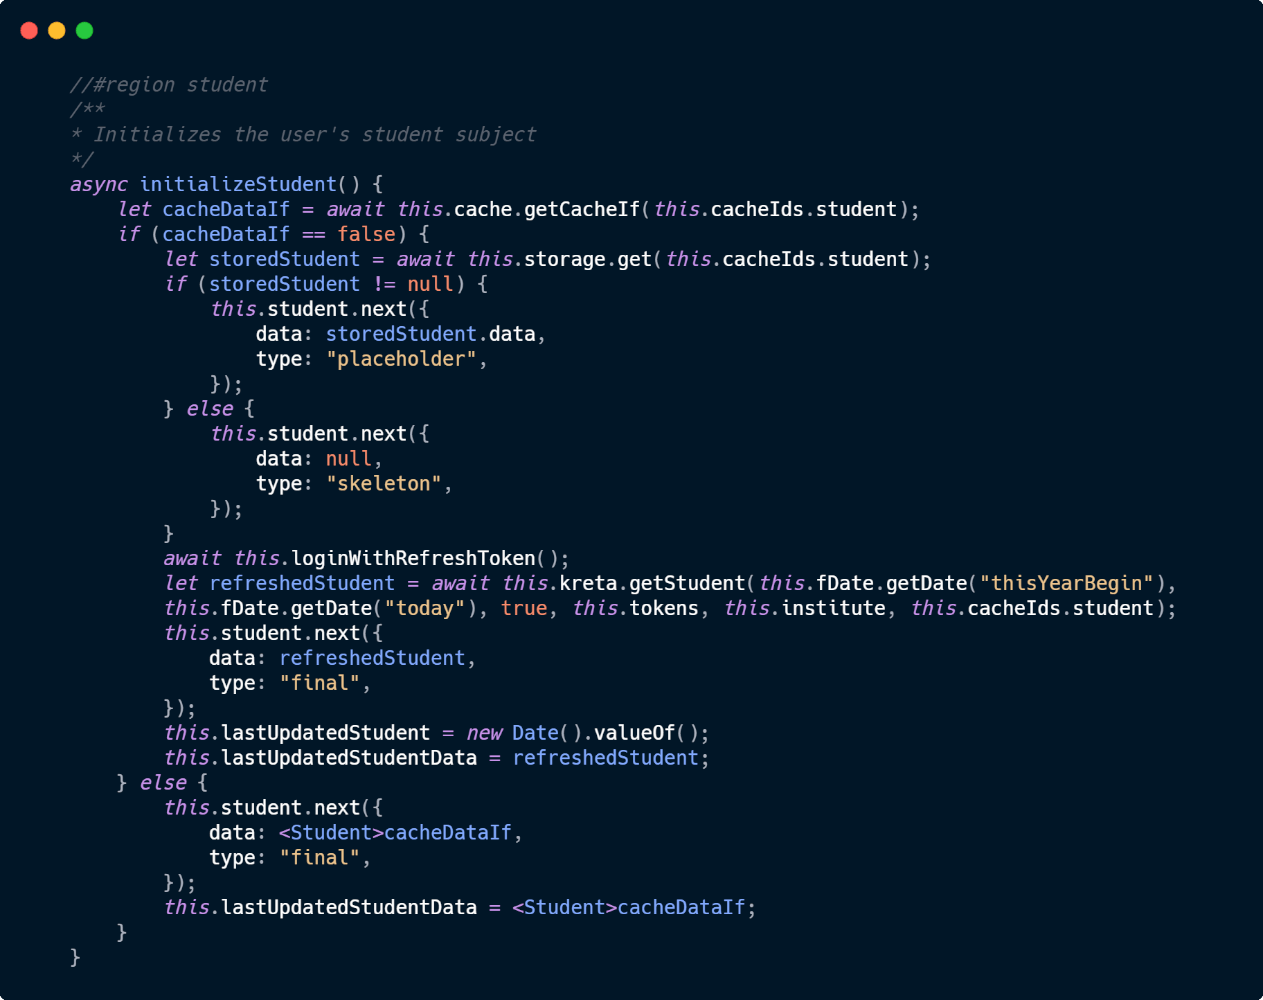 //#region student
/**
* Initializes the user's student subject
*/
async initializeStudent() {
    let cacheDataIf = await this.cache.getCacheIf(this.cacheIds.student);
    if (cacheDataIf == false) {
        let storedStudent = await this.storage.get(this.cacheIds.student);
        if (storedStudent != null) {
            this.student.next({
                data: storedStudent.data,
                type: "placeholder",
            });
        } else {
            this.student.next({
                data: null,
                type: "skeleton",
            });
        }
        await this.loginWithRefreshToken();
        let refreshedStudent = await this.kreta.getStudent(this.fDate.getDate("thisYearBegin"),
        this.fDate.getDate("today"), true, this.tokens, this.institute, this.cacheIds.student);
        this.student.next({
            data: refreshedStudent,
            type: "final",
        });
        this.lastUpdatedStudent = new Date().valueOf();
        this.lastUpdatedStudentData = refreshedStudent;
    } else {
        this.student.next({
            data: <Student>cacheDataIf,
            type: "final",
        });
        this.lastUpdatedStudentData = <Student>cacheDataIf;
    }
}